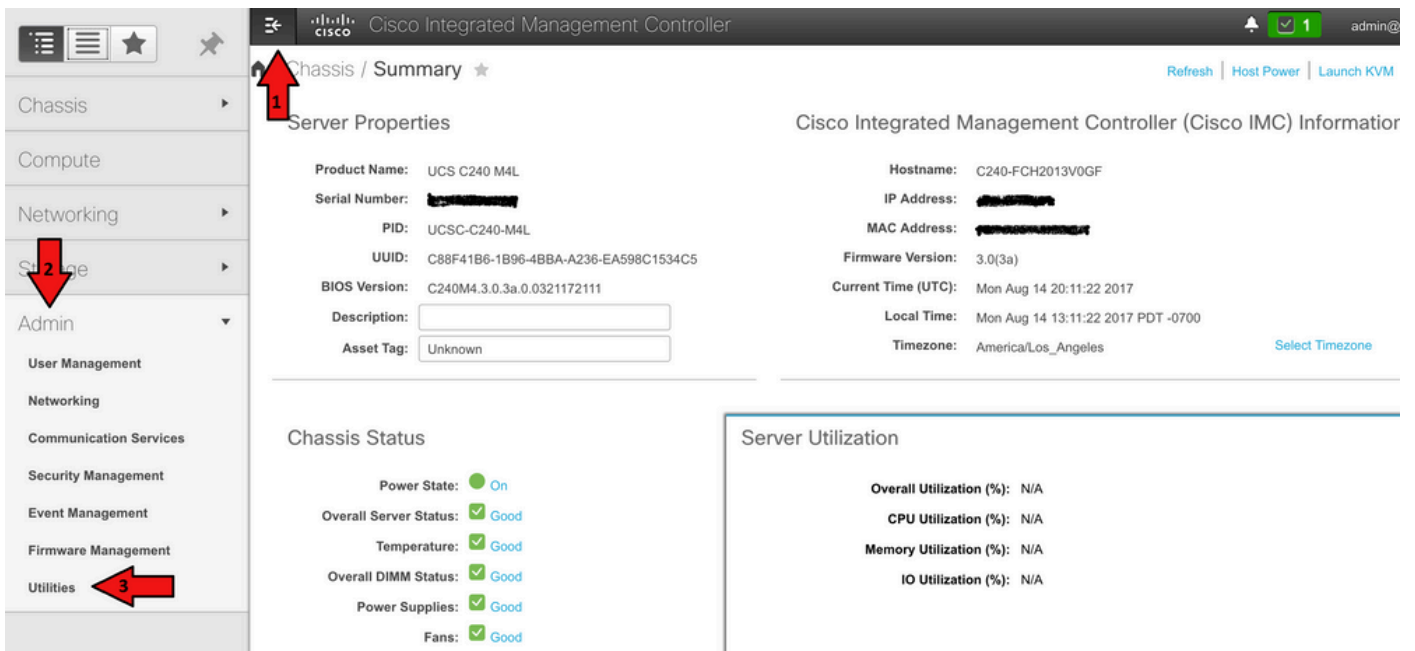 cisco Cisco Integrated Management Controller
1
admin@
Chassis / Summary
Refresh | Host Power | Launch KVM
1
Chassis
Compute
Networking
2
Storage
Admin
User Management
Networking
Communication Services
Security Management
Event Management
Firmware Management
Utilities
3
Server Properties
Product Name: UCS C240 M4L
Serial Number:
PID: UCSC-C240-M4L
UUID: C88F41B6-1B96-4BBA-A236-EA598C1534C5
BIOS Version: C240M4.3.0.3a.0.0321172111
Description:
Asset Tag: Unknown
Cisco Integrated Management Controller (Cisco IMC) Information
Hostname: C240-FCH2013V0GF
IP Address:
MAC Address:
Firmware Version: 3.0(3a)
Current Time (UTC): Mon Aug 14 20:11:22 2017
Local Time: Mon Aug 14 13:11:22 2017 PDT -0700
Timezone: America/Los_Angeles Select Timezone
Chassis Status
Power State: On
Overall Server Status: Good
Temperature: Good
Overall DIMM Status: Good
Power Supplies: Good
Fans: Good
Server Utilization
Overall Utilization (%): N/A
CPU Utilization (%): N/A
Memory Utilization (%): N/A
IO Utilization (%): N/A